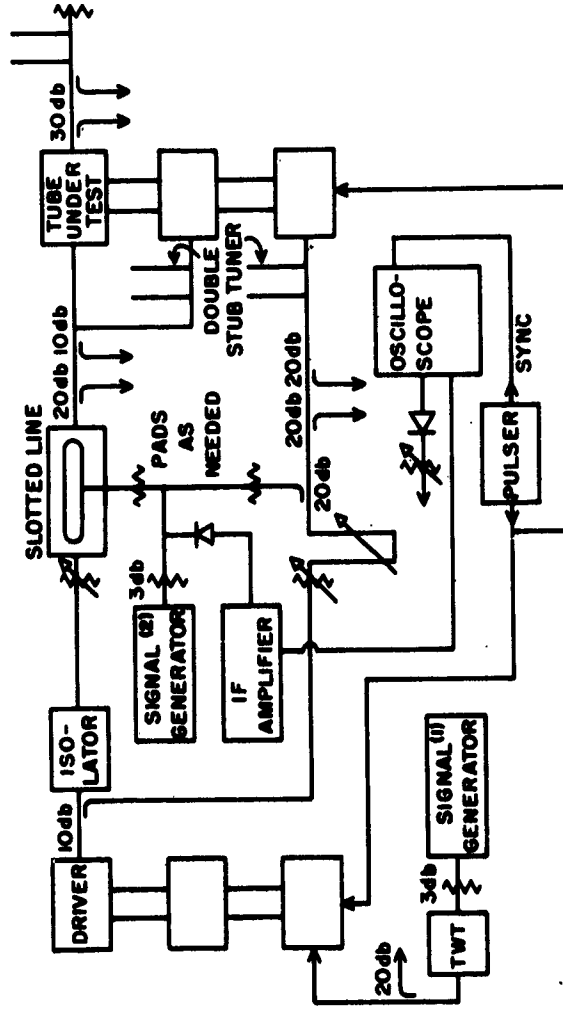 30db
TUBE
UNDER
TEST
20db 10db
DOUBLE
STUB TUNER
SLOTTED LINE
PADS
AS
NEEDED
20db 20db
20db
OSCILLO-
SCOPE
SYNC
PULSER
3db
SIGNAL (2)
GENERATOR
IF
AMPLIFIER
ISO-
LATOR
10db
DRIVER
SIGNAL (1)
GENERATOR
3db
TWT
20db